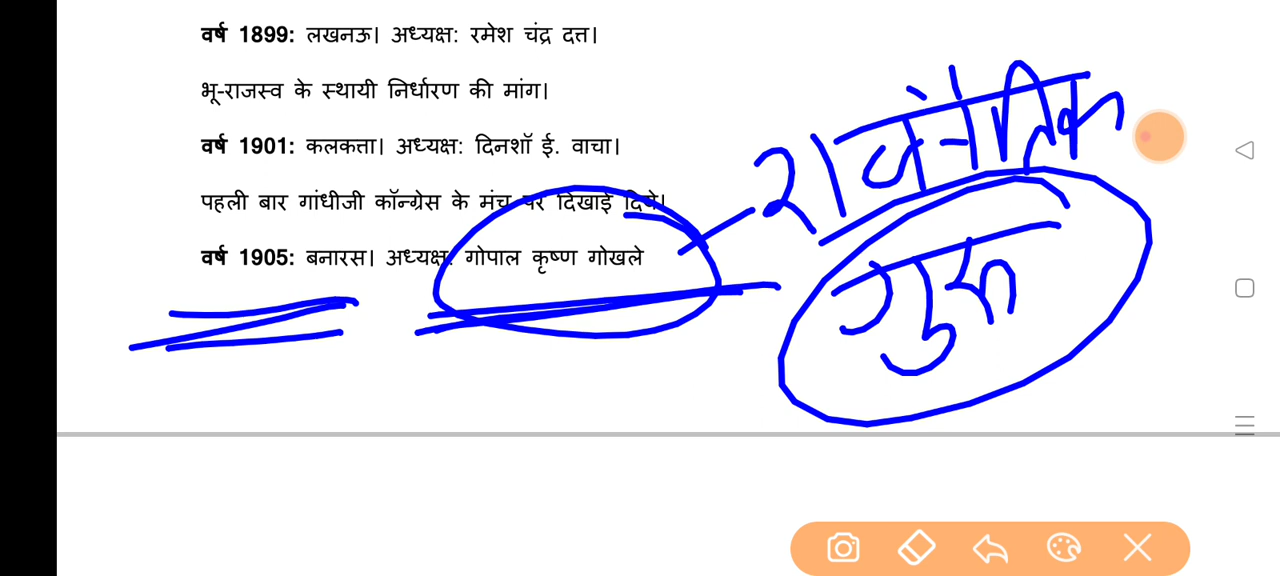 वर्ष 1899: लखनऊ। अध्यक्ष: रमेश चंद्र दत्त।
भू-राजस्व के स्थायी निर्धारण की मांग।
वर्ष 1901: कलकत्ता। अध्यक्ष: दिनशॉ ई. वाचा।
पहली बार गांधीजी कॉन्ग्रेस के मंच पर दिखाई दिये।
वर्ष 1905: बनारस। अध्यक्ष: गोपाल कृष्ण गोखले
राजनैतिक
गुरू